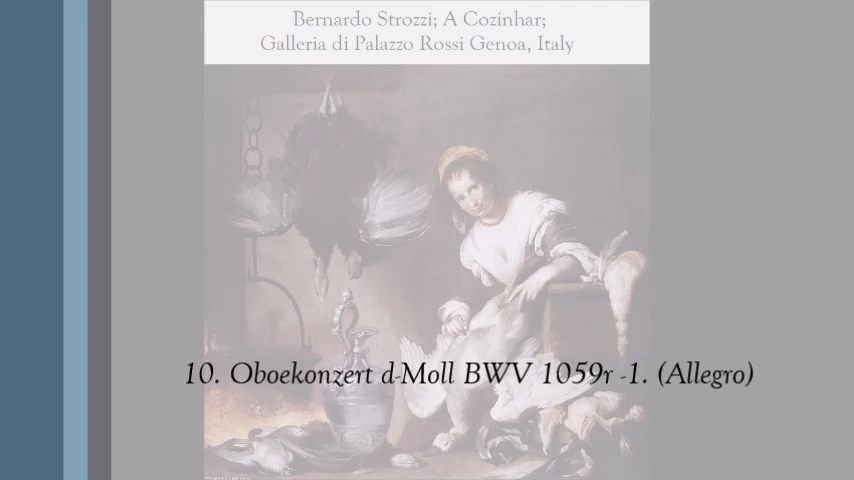 Bernardo Strozzi; A Cozinhar;
Galleria di Palazzo Rossi Genoa, Italy
10. Oboekonzert d-Moll BWV 1059r -1. (Allegro)